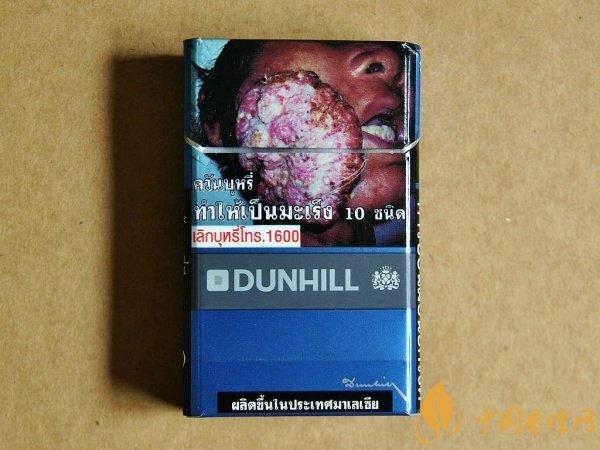 ควันบุหรี่
ทำให้เป็นมะเร็ง 10 ชนิด
เลิกบุหรี่โทร.1600
DUNHILL
ผลิตขึ้นในประเทศมาเลเซีย